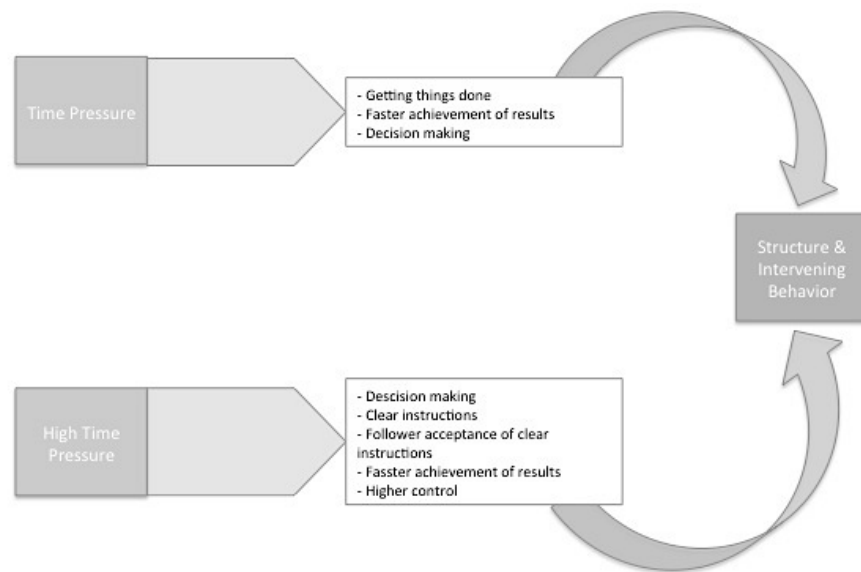 Time Pressure
- Getting things done
- Faster achievement of results
- Decision making
Structure &
Intervening
Behavior
High Time
Pressure
- Descision making
- Clear instructions
- Follower acceptance of clear
instructions
- Fasster achievement of results
- Higher control